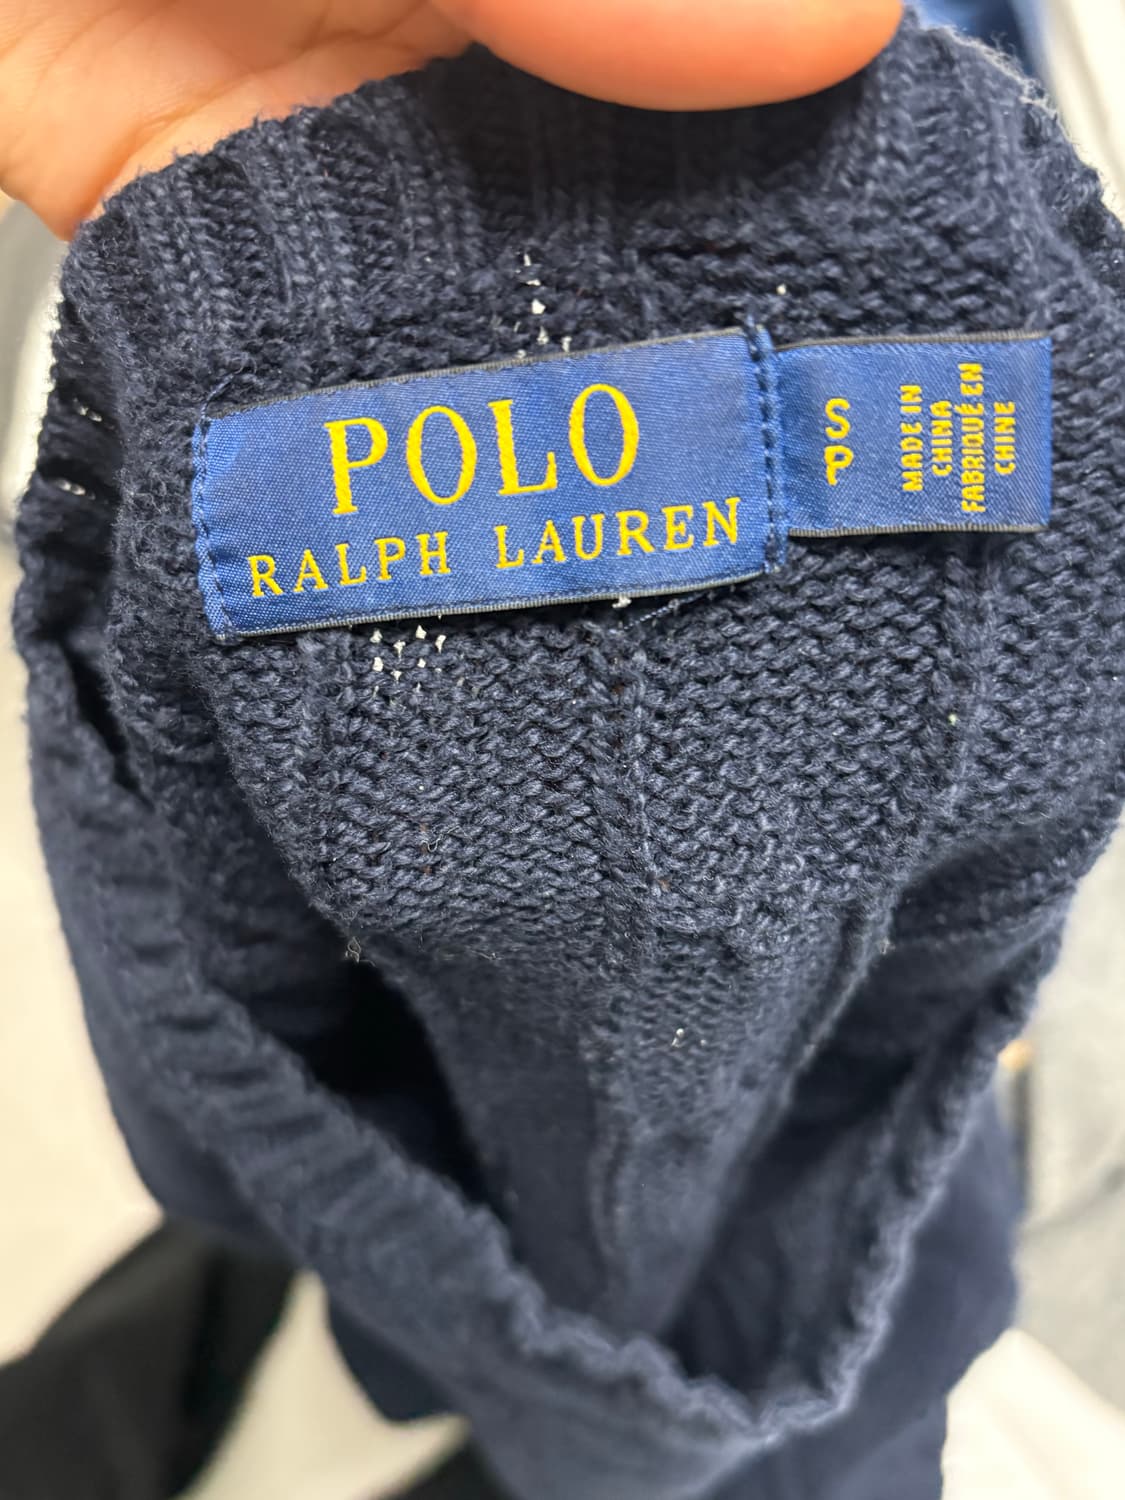 POLO
RALPH LAUREN
S
P
MADE IN
CHINA
FABRIQUÉ EN
CHINE